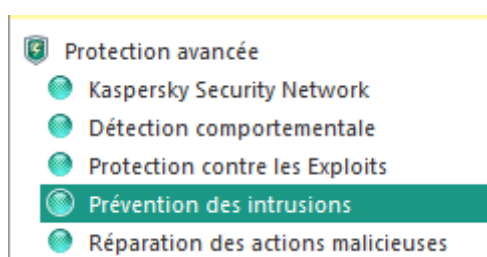 Protection avancée
Kaspersky Security Network
Détection comportementale
Protection contre les Exploits
Prévention des intrusions
Réparation des actions malicieuses